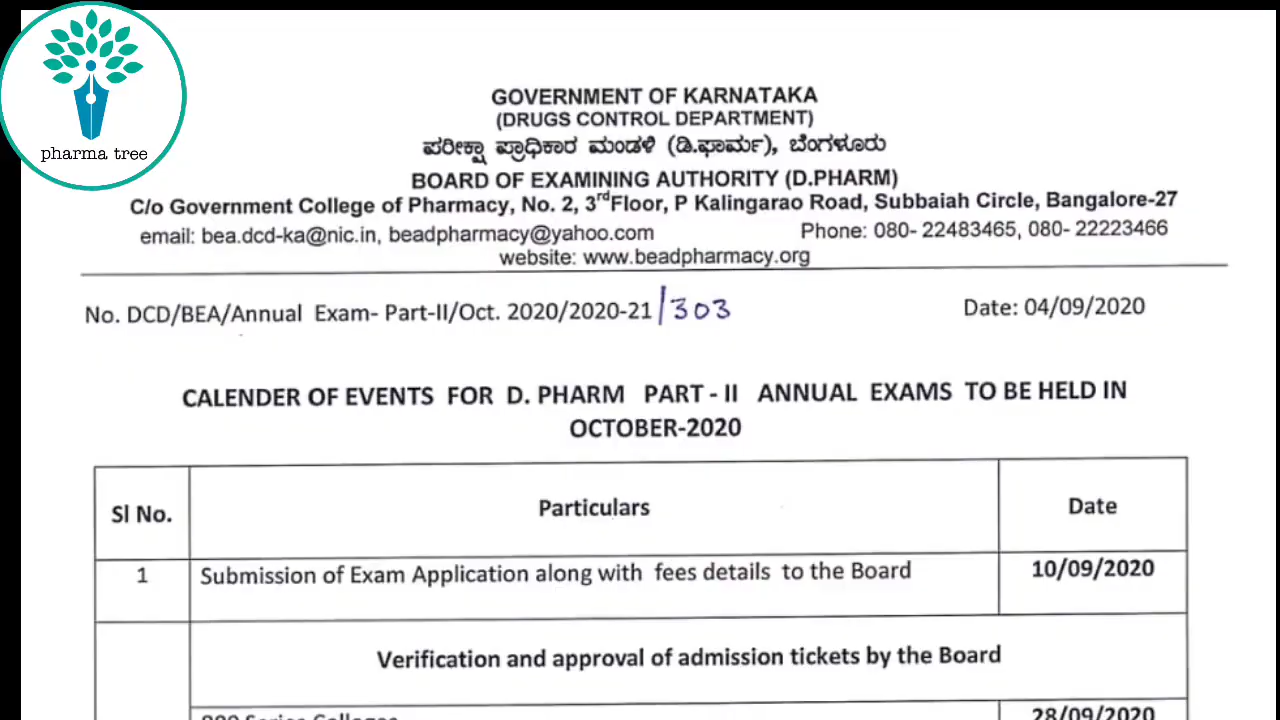 pharma tree
GOVERNMENT OF KARNATAKA
(DRUGS CONTROL DEPARTMENT)
ಪರೀಕ್ಷಾ ಪ್ರಾಧಿಕಾರ ಮಂಡಳಿ (ಡಿ.ಫಾರ್ಮ), ಬೆಂಗಳೂರು
BOARD OF EXAMINING AUTHORITY (D.PHARM)
C/o Government College of Pharmacy, No. 2, 3rdFloor, P Kalingarao Road, Subbaiah Circle, Bangalore-27
email: bea.dcd-ka@nic.in, beadpharmacy@yahoo.com Phone: 080- 22483465, 080- 22223466
website: www.beadpharmacy.org
No. DCD/BEA/Annual Exam- Part-II/Oct. 2020/2020-21/303 Date: 04/09/2020
CALENDER OF EVENTS FOR D. PHARM PART - II ANNUAL EXAMS TO BE HELD IN
OCTOBER-2020
Sl No. Particulars Date
1 Submission of Exam Application along with fees details to the Board 10/09/2020
Verification and approval of admission tickets by the Board
Series Colleges 28/09/2020